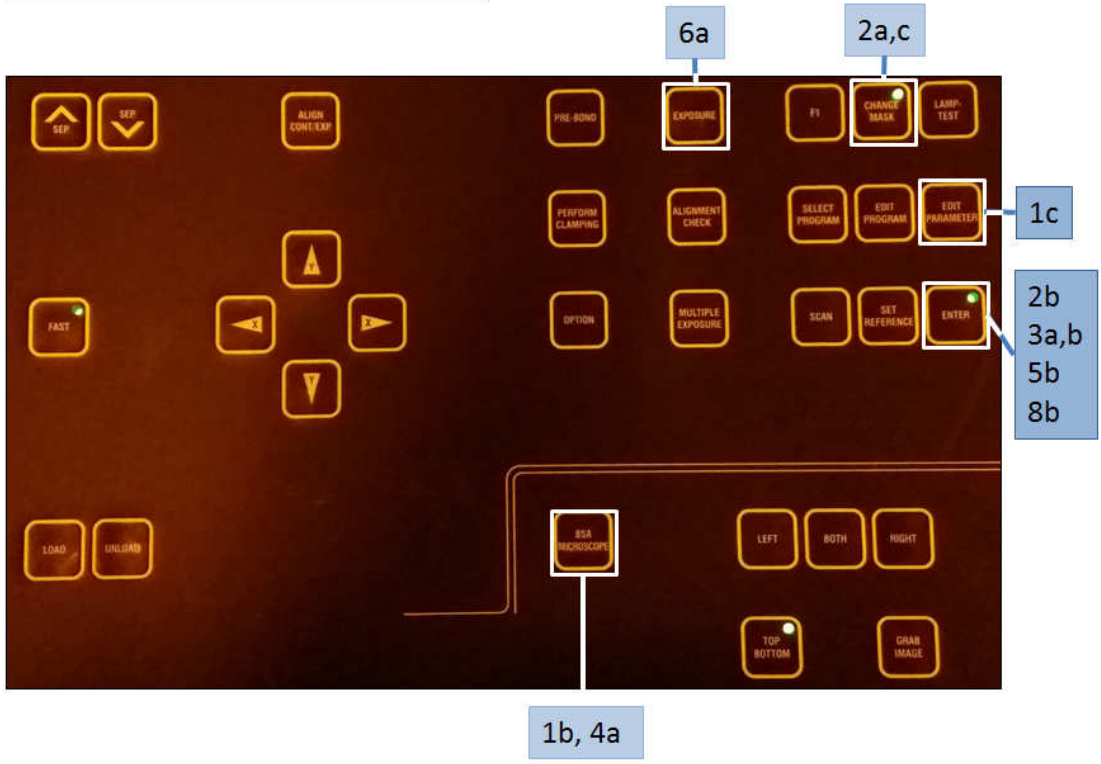 6a
2a,c
SEP.
SEP.
ALIGN
CONT/EXP.
PRE-BOND
EXPOSURE
F1
CHANGE
MASK
LAMP-
TEST
PERFORM
CLAMPING
ALIGNMENT
CHECK
SELECT
PROGRAM
EDIT
PROGRAM
EDIT
PARAMETER
1c
Y
X
X
Y
FAST
OPTION
MULTIPLE
EXPOSURE
SCAN
SET
REFERENCE
ENTER
2b
3a,b
5b
8b
LOAD
UNLOAD
BSA
MICROSCOPE
LEFT
BOTH
RIGHT
TOP
BOTTOM
GRAB
IMAGE
1b, 4a